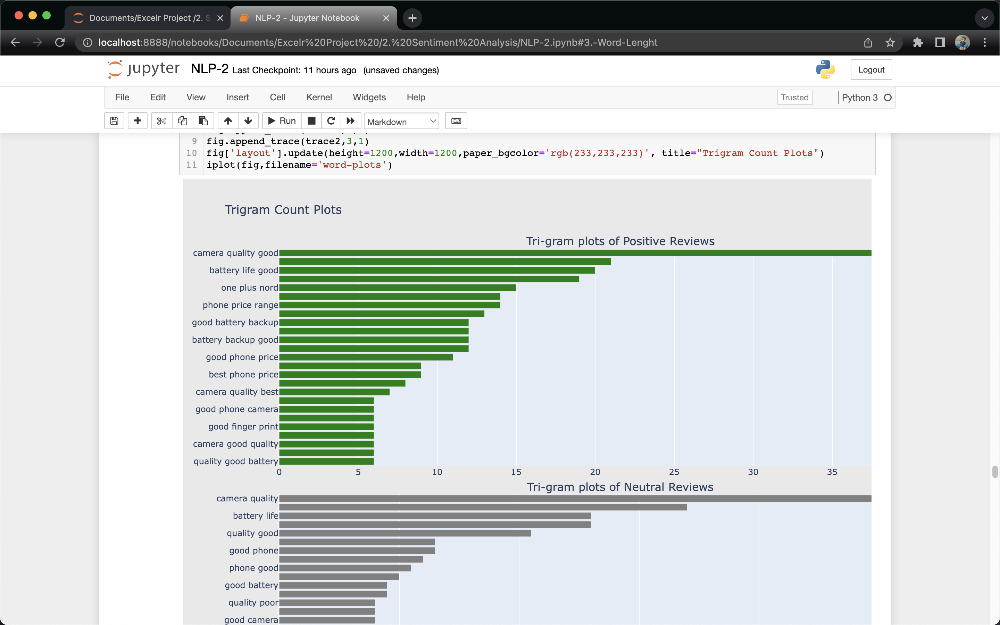 Documents/Excelr Project /2. S
NLP-2 - Jupyter Notebook
localhost:8888/notebooks/Documents/Excelr%20Project%20/2.%20Sentiment%20Analysis/NLP-2.ipynb#3.-Word-Lenght
jupyter NLP-2 Last Checkpoint: 11 hours ago (unsaved changes)
Logout
File Edit View Insert Cell Kernel Widgets Help
Trusted
Python 3
Run
Markdown
9 fig.append_trace(trace2,3,1)
10 fig['layout'].update(height=1200,width=1200,paper_bgcolor='rgb(233,233,233)', title="Trigram Count Plots")
11 iplot(fig,filename='word-plots')
Trigram Count Plots
Tri-gram plots of Positive Reviews
camera quality good
battery life good
one plus nord
phone price range
good battery backup
battery backup good
good phone price
best phone price
camera quality best
good phone camera
good finger print
camera good quality
quality good battery
0 5 10 15 20 25 30 35
Tri-gram plots of Neutral Reviews
camera quality
battery life
quality good
good phone
phone good
good battery
quality poor
good camera